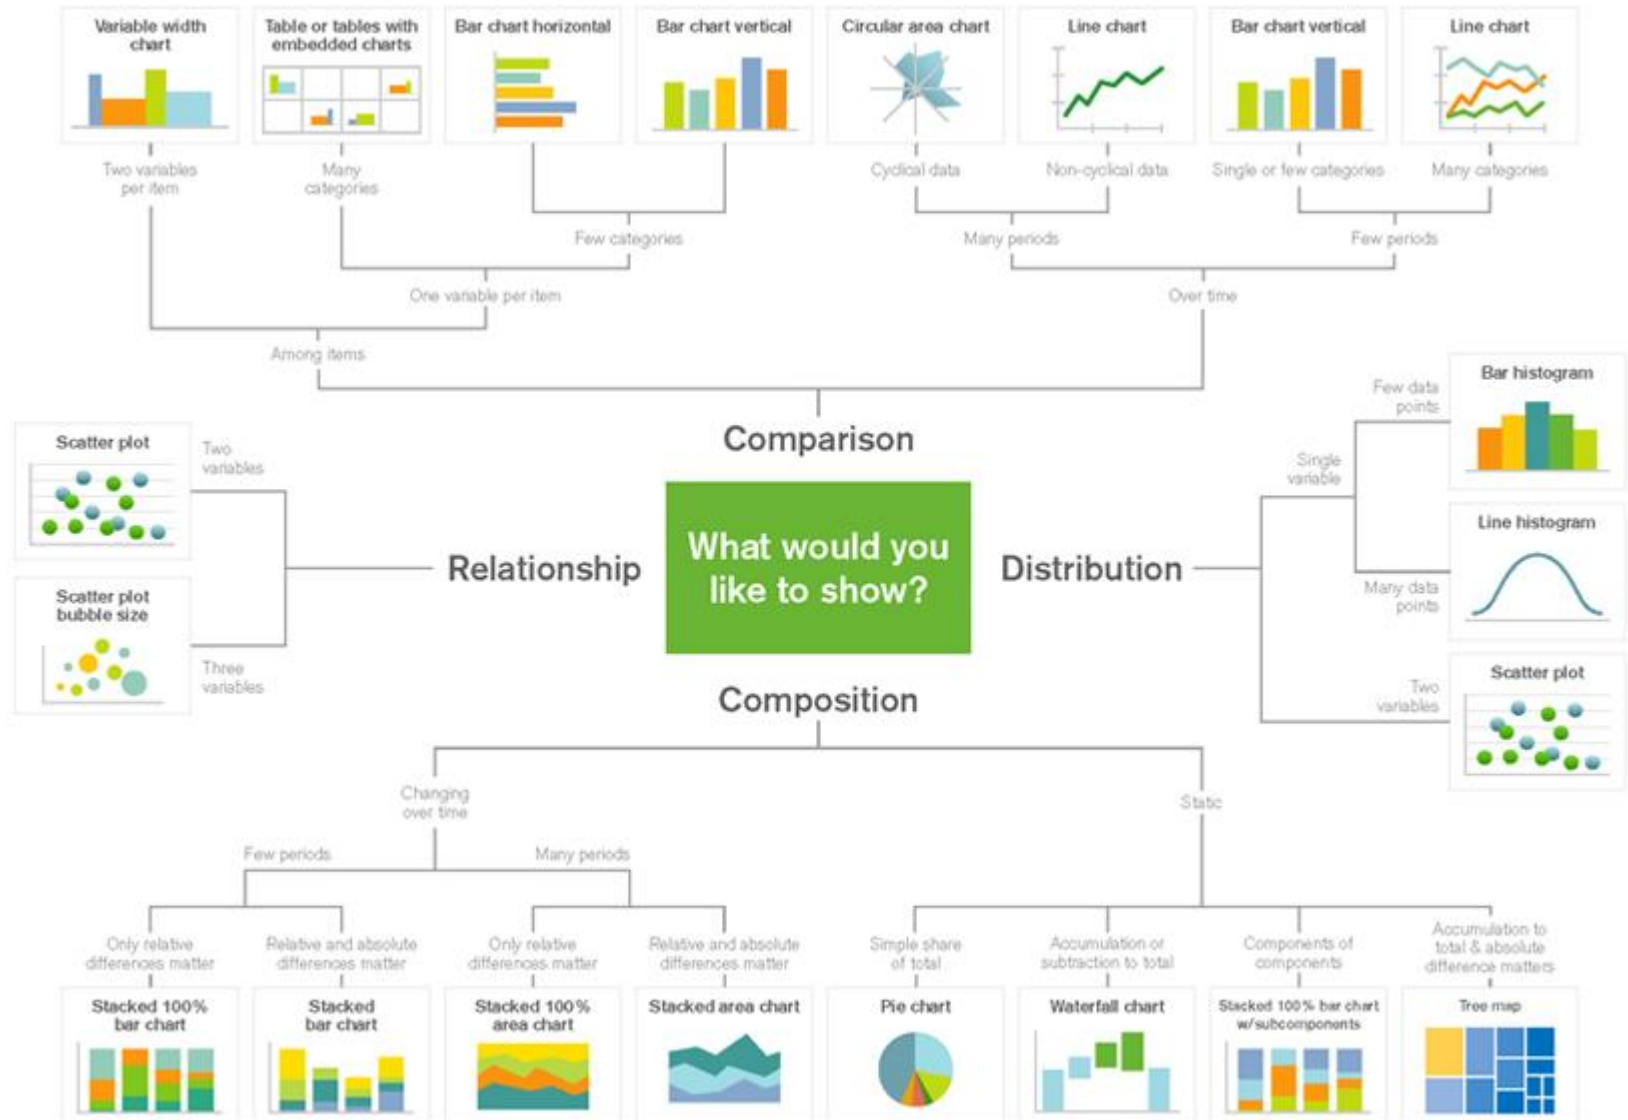 Variable width
chart
Table or tables with
embedded charts
Bar chart horizontal
Bar chart vertical
Circular area chart
Line chart
Bar chart vertical
Line chart
Two variables
per item
Many
categories
Cyclical data
Non-cyclical data
Single or few categories
Many categories
Few categories
Many periods
Few periods
One variable per item
Over time
Among items
Comparison
Scatter plot
Two
variables
Scatter plot
bubble size
Three
variables
Relationship
What would you
like to show?
Distribution
Single
variable
Few data
points
Bar histogram
Many data
points
Line histogram
Two
variables
Scatter plot
Composition
Changing
over time
Static
Few periods
Many periods
Only relative
differences matter
Relative and absolute
differences matter
Only relative
differences matter
Relative and absolute
differences matter
Simple share
of total
Accumulation or
subtraction to total
Components of
components
Accumulation to
total & absolute
difference matters
Stacked 100%
bar chart
Stacked
bar chart
Stacked 100%
area chart
Stacked area chart
Pie chart
Waterfall chart
Stacked 100% bar chart
w/subcomponents
Tree map